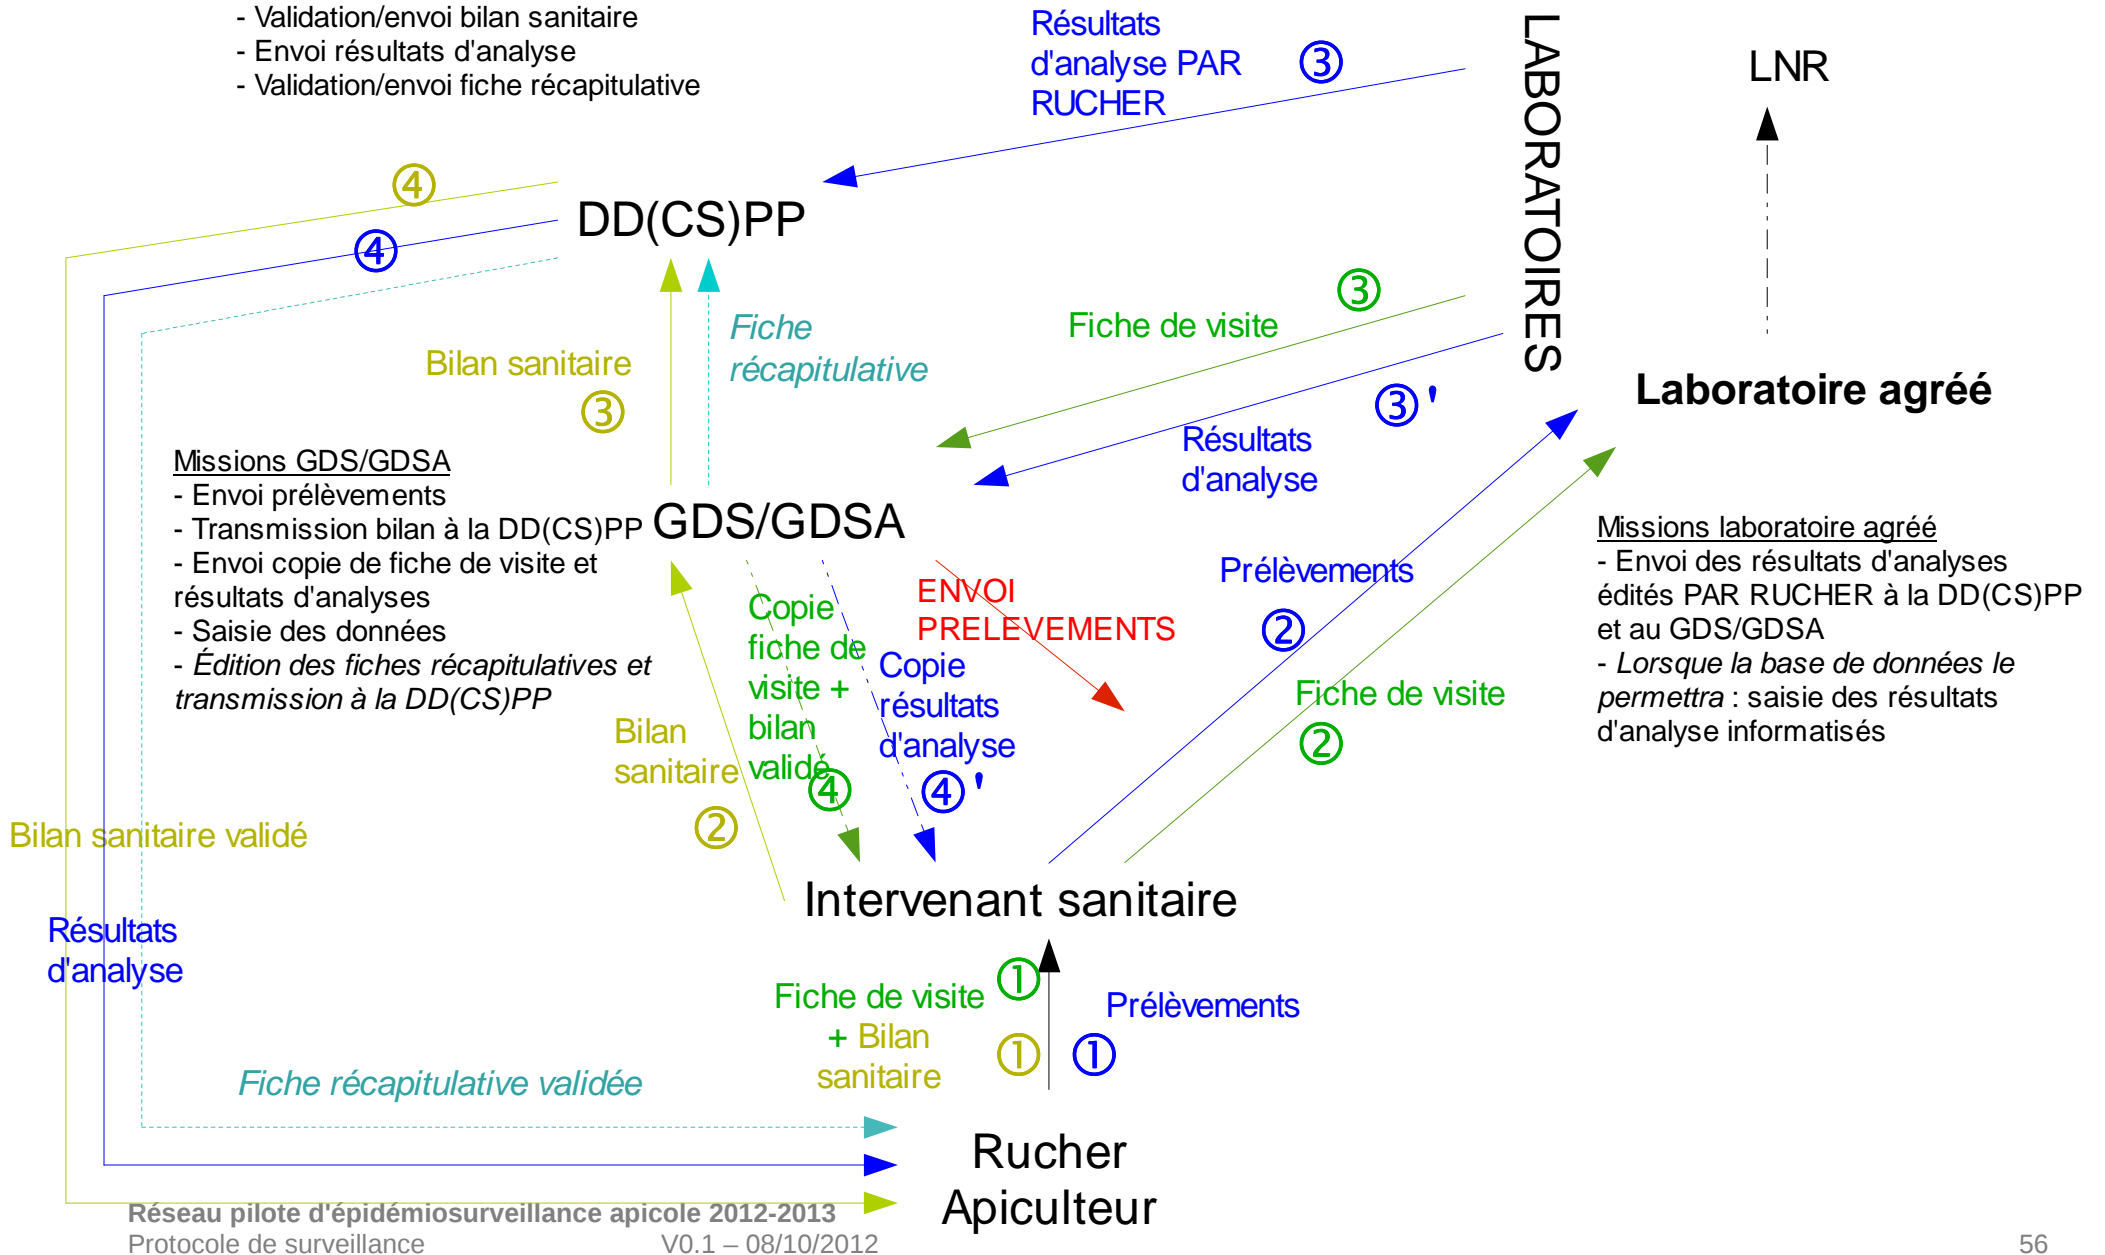 - Validation/envoi bilan sanitaire
- Envoi résultats d'analyse
- Validation/envoi fiche récapitulative
Résultats
d'analyse PAR
RUCHER
③
LABORATOIRES
LNR
④
④
DD(CS)PP
③
Fiche de visite
Fiche
récapitulative
Bilan sanitaire
③
③'
Résultats
d'analyse
Laboratoire agréé
Missions GDS/GDSA
- Envoi prélèvements
- Transmission bilan à la DD(CS)PP
- Envoi copie de fiche de visite et
résultats d'analyses
- Saisie des données
- Édition des fiches récapitulatives et
transmission à la DD(CS)PP
GDS/GDSA
Missions laboratoire agréé
- Envoi des résultats d'analyses
édités PAR RUCHER à la DD(CS)PP
et au GDS/GDSA
- Lorsque la base de données le
permettra : saisie des résultats
d'analyse informatisés
Prélèvements
②
ENVOI
PRELEVEMENTS
Copie
fiche de
visite +
bilan
validé
④
Copie
résultats
d'analyse
④'
Fiche de visite
②
Bilan
sanitaire
②
Bilan sanitaire validé
Intervenant sanitaire
Résultats
d'analyse
①
Fiche de visite
+ Bilan
sanitaire
①
Prélèvements
①
Fiche récapitulative validée
Rucher
Apiculteur
Réseau pilote d'épidémiosurveillance apicole 2012-2013
Protocole de surveillance V0.1 – 08/10/2012 56